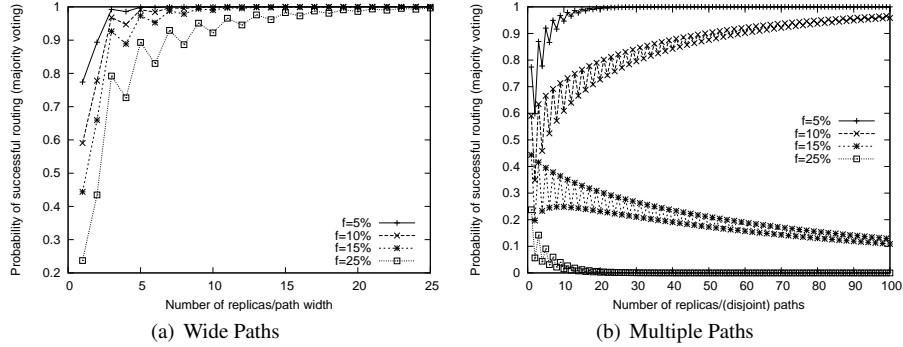 Probability of successful routing (majority voting)
1
0.9
0.8
0.7
0.6
0.5
0.4
0.3
0.2
f=5%
f=10%
f=15%
f=25%
0 5 10 15 20 25
Number of replicas/path width
(a) Wide Paths
Probability of successful routing (majority voting)
1
0.9
0.8
0.7
0.6
0.5
0.4
0.3
0.2
0.1
0
f=5%
f=10%
f=15%
f=25%
0 10 20 30 40 50 60 70 80 90 100
Number of replicas/(disjoint) paths
(b) Multiple Paths